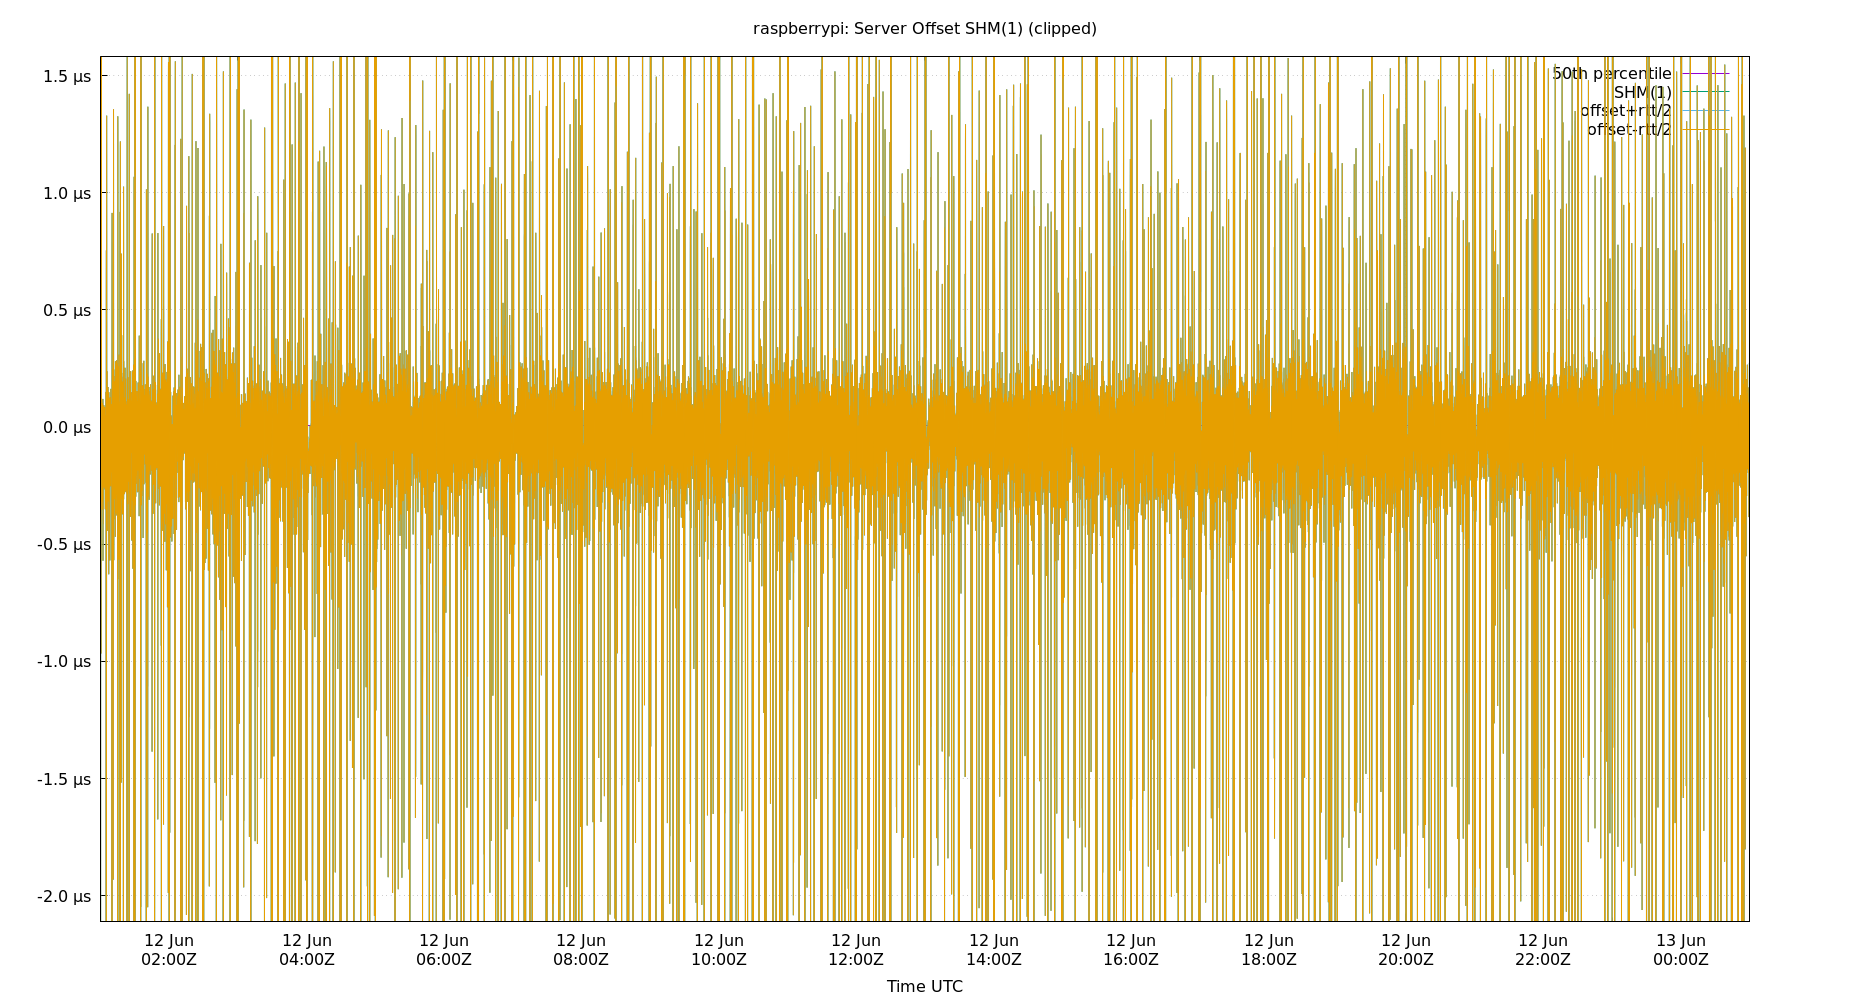 raspberrypi: Server Offset SHM(1) (clipped)
1.5 µs
1.0 µs
0.5 µs
0.0 µs
-0.5 µs
-1.0 µs
-1.5 µs
-2.0 µs
50th percentile
SHM(1)
offset+rtt/2
offset-rtt/2
12 Jun 12 Jun 12 Jun 12 Jun 12 Jun 12 Jun 12 Jun 12 Jun 12 Jun 12 Jun 12 Jun 13 Jun
02:00Z 04:00Z 06:00Z 08:00Z 10:00Z 12:00Z 14:00Z 16:00Z 18:00Z 20:00Z 22:00Z 00:00Z
Time UTC